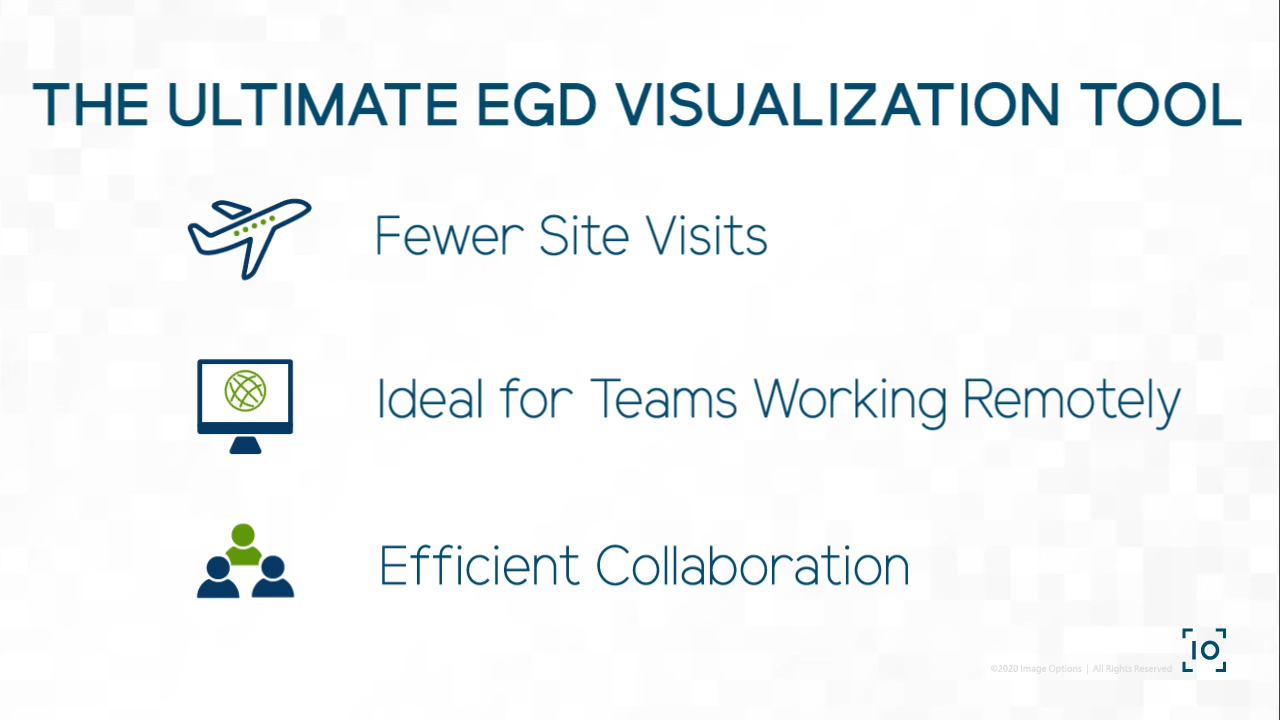 THE ULTIMATE EGD VISUALIZATION TOOL
Fewer Site Visits
Ideal for Teams Working Remotely
Efficient Collaboration
©2020 Image Options | All Rights Reserved
IO